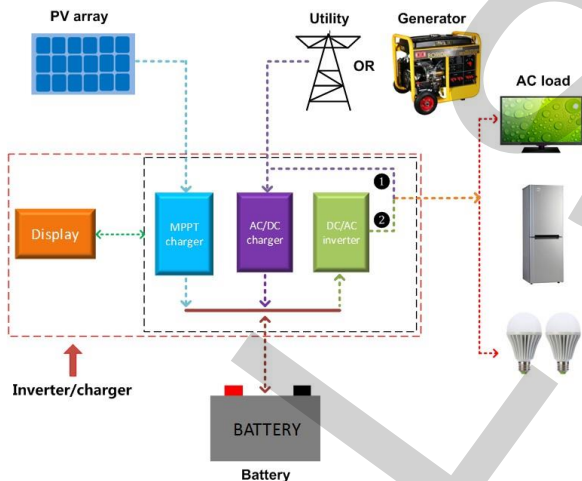 PV array
Utility
OR
Generator
AC load
1
2
Display
MPPT
charger
AC/DC
charger
DC/AC
inverter
Inverter/charger
BATTERY
Battery